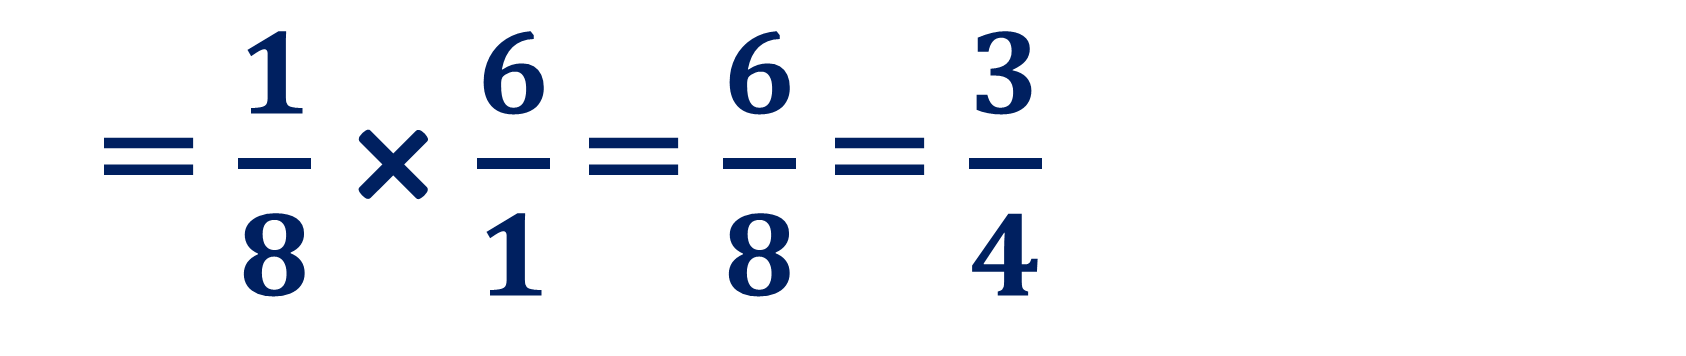 = 1/8 × 6/1 = 6/8 = 3/4